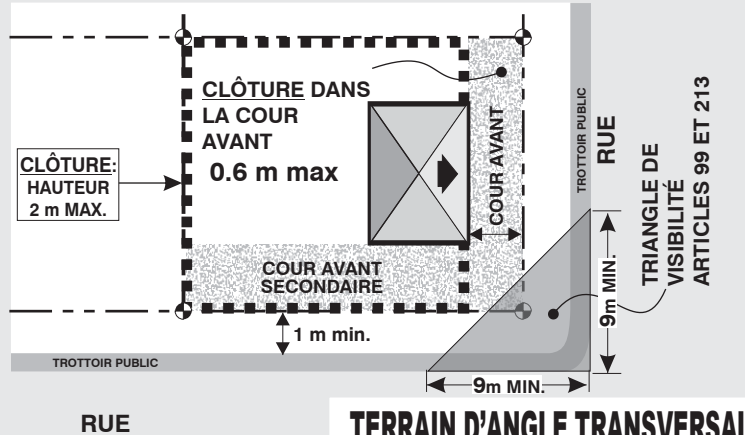 CLÔTURE DANS
LA COUR
AVANT
0.6 m max
CLÔTURE:
HAUTEUR
2 m MAX.
COUR AVANT
COUR AVANT
SECONDAIRE
1 m min.
TROTTOIR PUBLIC
RUE
TROTTOIR PUBLIC
RUE
TRIANGLE DE
VISIBILITÉ
ARTICLES 99 ET 213
9m MIN.
9m MIN.
TERRAIN D'ANGLE TRANSVERSAL